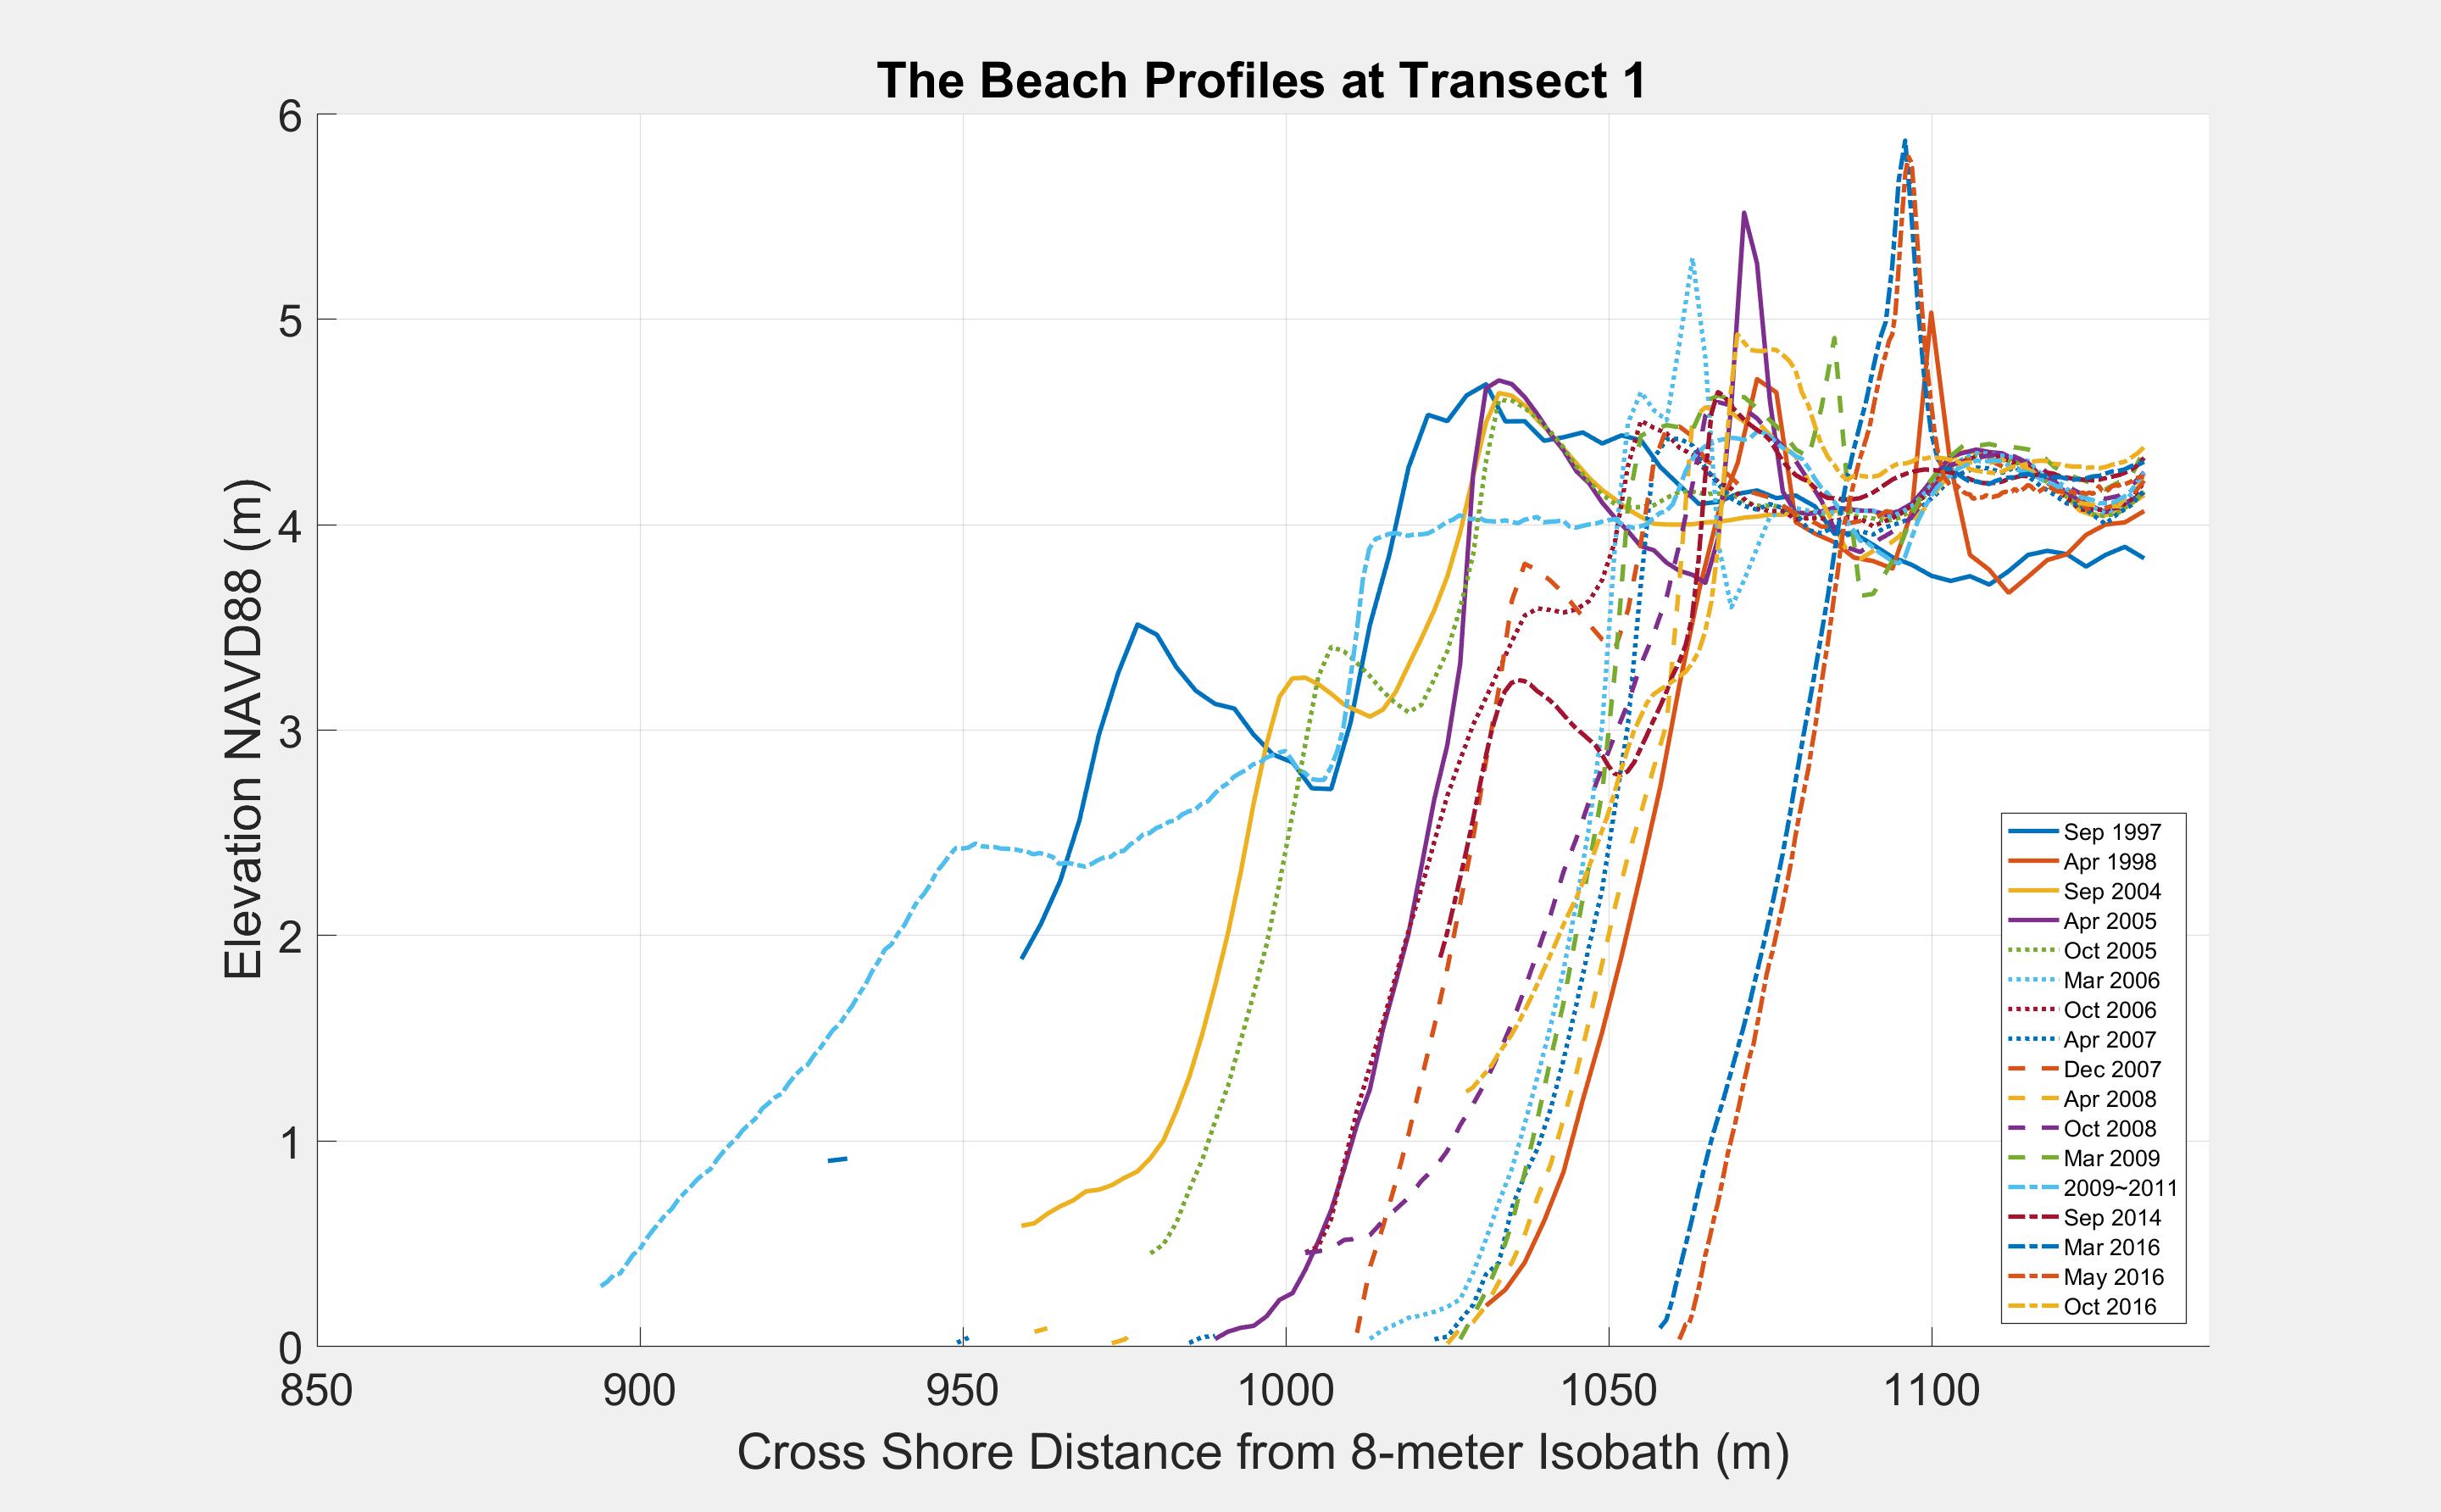 The Beach Profiles at Transect 1
6
5
4
3
2
1
0
Elevation NAVD88 (m)
850 900 950 1000 1050 1100
Cross Shore Distance from 8-meter Isobath (m)
Sep 1997
Apr 1998
Sep 2004
Apr 2005
Oct 2005
Mar 2006
Oct 2006
Apr 2007
Dec 2007
Apr 2008
Oct 2008
Mar 2009
2009~2011
Sep 2014
Mar 2016
May 2016
Oct 2016